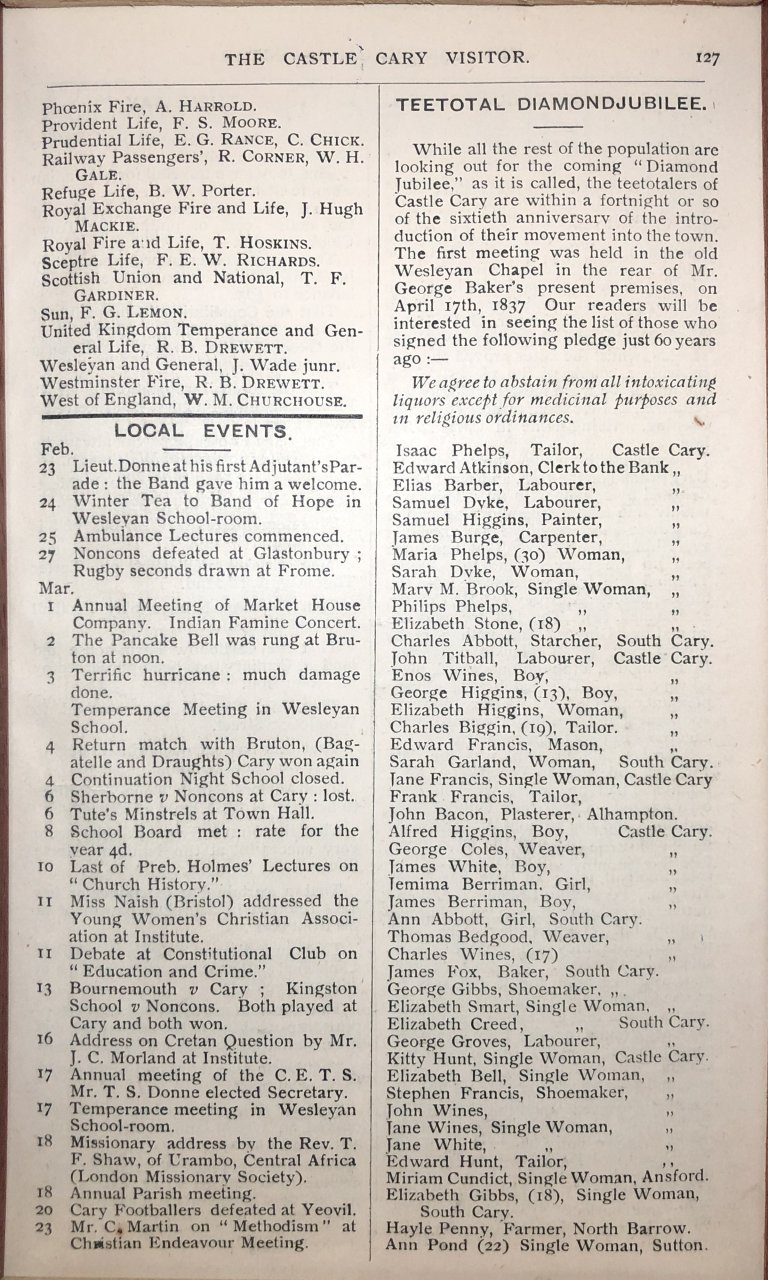 THE CASTLE CARY VISITOR. 127
Phœnix Fire, A. HARROLD.
Provident Life, F. S. MOORE.
Prudential Life, E. G. RANCE, C. CHICK.
Railway Passengers', R. CORNER, W. H.
GALE.
Refuge Life, B. W. Porter.
Royal Exchange Fire and Life, J. Hugh
MACKIE.
Royal Fire and Life, T. HOSKINS.
Sceptre Life, F. E. W. RICHARDS.
Scottish Union and National, T. F.
GARDINER.
Sun, F. G. LEMON.
United Kingdom Temperance and Gen-
eral Life, R. B. DREWETT.
Wesleyan and General, J. Wade junr.
Westminster Fire, R. B. DREWETT.
West of England, W. M. CHURCHOUSE.
LOCAL EVENTS.
Feb.
23 Lieut. Donne at his first Adjutant's Par-
ade : the Band gave him a welcome.
24 Winter Tea to Band of Hope in
Wesleyan School-room.
25 Ambulance Lectures commenced.
27 Noncons defeated at Glastonbury ;
Rugby seconds drawn at Frome.
Mar.
1 Annual Meeting of Market House
Company. Indian Famine Concert.
2 The Pancake Bell was rung at Bru-
ton at noon.
3 Terrific hurricane : much damage
done.
Temperance Meeting in Wesleyan
School.
4 Return match with Bruton, (Bag-
atelle and Draughts) Cary won again
4 Continuation Night School closed.
6 Sherborne v Noncons at Cary : lost.
6 Tute's Minstrels at Town Hall.
8 School Board met : rate for the
year 4d.
10 Last of Preb. Holmes' Lectures on
"Church History."
11 Miss Naish (Bristol) addressed the
Young Women's Christian Associ-
ation at Institute.
11 Debate at Constitutional Club on
"Education and Crime."
13 Bournemouth v Cary ; Kingston
School v Noncons. Both played at
Cary and both won.
16 Address on Cretan Question by Mr.
J. C. Morland at Institute.
17 Annual meeting of the C. E. T. S.
Mr. T. S. Donne elected Secretary.
17 Temperance meeting in Wesleyan
School-room.
18 Missionary address by the Rev. T.
F. Shaw, of Urambo, Central Africa
(London Missionary Society).
18 Annual Parish meeting.
20 Cary Footballers defeated at Yeovil.
23 Mr. C. Martin on "Methodism" at
Christian Endeavour Meeting.
TEETOTAL DIAMONDJUBILEE.
While all the rest of the population are
looking out for the coming "Diamond
Jubilee," as it is called, the teetotalers of
Castle Cary are within a fortnight or so
of the sixtieth anniversary of the intro-
duction of their movement into the town.
The first meeting was held in the old
Wesleyan Chapel in the rear of Mr.
George Baker's present premises, on
April 17th, 1837 Our readers will be
interested in seeing the list of those who
signed the following pledge just 60 years
ago :—
We agree to abstain from all intoxicating
liquors except for medicinal purposes and
in religious ordinances.
Isaac Phelps, Tailor, Castle Cary.
Edward Atkinson, Clerk to the Bank „
Elias Barber, Labourer, „
Samuel Dyke, Labourer, „
Samuel Higgins, Painter, „
James Burge, Carpenter, „
Maria Phelps, (30) Woman, „
Sarah Dyke, Woman, „
Mary M. Brook, Single Woman, „
Philips Phelps, „ „
Elizabeth Stone, (18) „ „
Charles Abbott, Starcher, South Cary.
John Titball, Labourer, Castle Cary.
Enos Wines, Boy, „
George Higgins, (13), Boy, „
Elizabeth Higgins, Woman, „
Charles Biggin, (19), Tailor. „
Edward Francis, Mason, „
Sarah Garland, Woman, South Cary.
Jane Francis, Single Woman, Castle Cary
Frank Francis, Tailor,
John Bacon, Plasterer, Alhampton.
Alfred Higgins, Boy, Castle Cary.
George Coles, Weaver, „
James White, Boy, „
Jemima Berriman. Girl, „
James Berriman, Boy, „
Ann Abbott, Girl, South Cary.
Thomas Bedgood, Weaver, „
Charles Wines, (17) „
James Fox, Baker, South Cary.
George Gibbs, Shoemaker, „
Elizabeth Smart, Single Woman, „
Elizabeth Creed, „ South Cary.
George Groves, Labourer, „
Kitty Hunt, Single Woman, Castle Cary.
Elizabeth Bell, Single Woman, „
Stephen Francis, Shoemaker, „
John Wines, „
Jane Wines, Single Woman, „
Jane White, „ „
Edward Hunt, Tailor, „
Miriam Cundict, Single Woman, Ansford.
Elizabeth Gibbs, (18), Single Woman,
South Cary.
Hayle Penny, Farmer, North Barrow.
Ann Pond (22) Single Woman, Sutton.